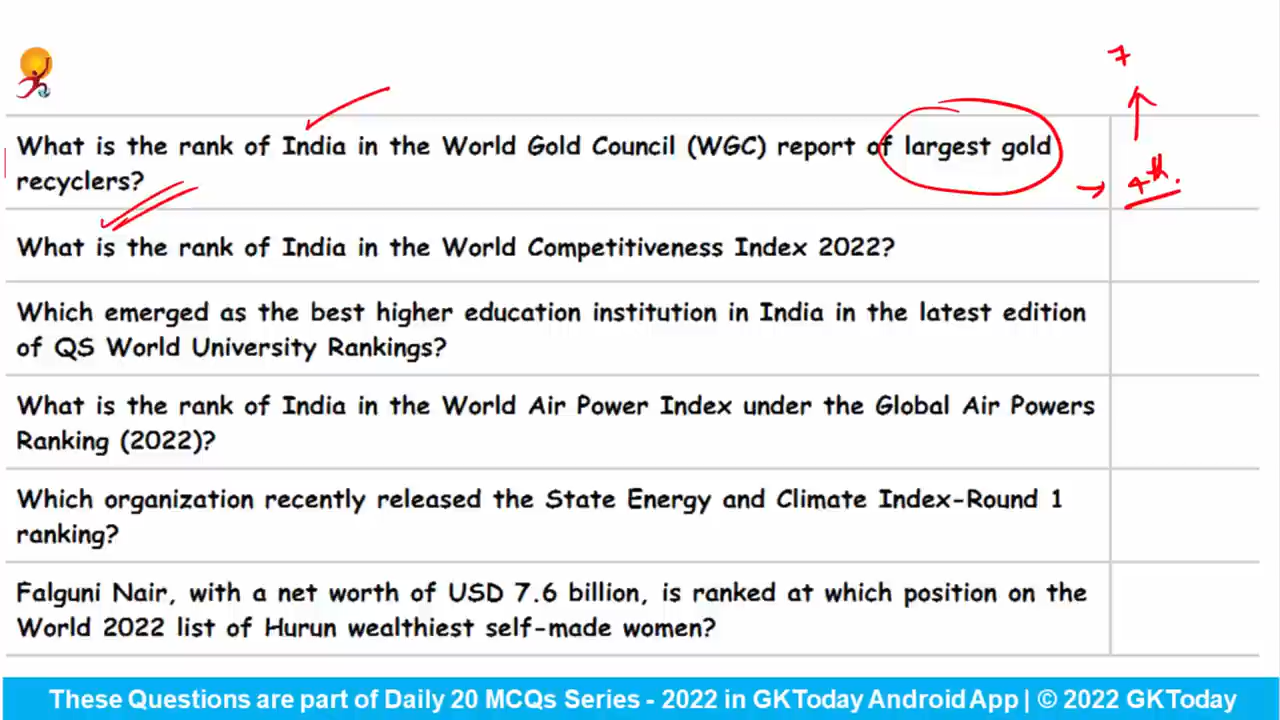 7
What is the rank of India in the World Gold Council (WGC) report of largest gold
recyclers?
4th.
What is the rank of India in the World Competitiveness Index 2022?
Which emerged as the best higher education institution in India in the latest edition
of QS World University Rankings?
What is the rank of India in the World Air Power Index under the Global Air Powers
Ranking (2022)?
Which organization recently released the State Energy and Climate Index-Round 1
ranking?
Falguni Nair, with a net worth of USD 7.6 billion, is ranked at which position on the
World 2022 list of Hurun wealthiest self-made women?
These Questions are part of Daily 20 MCQs Series - 2022 in GKToday Android App | © 2022 GKToday